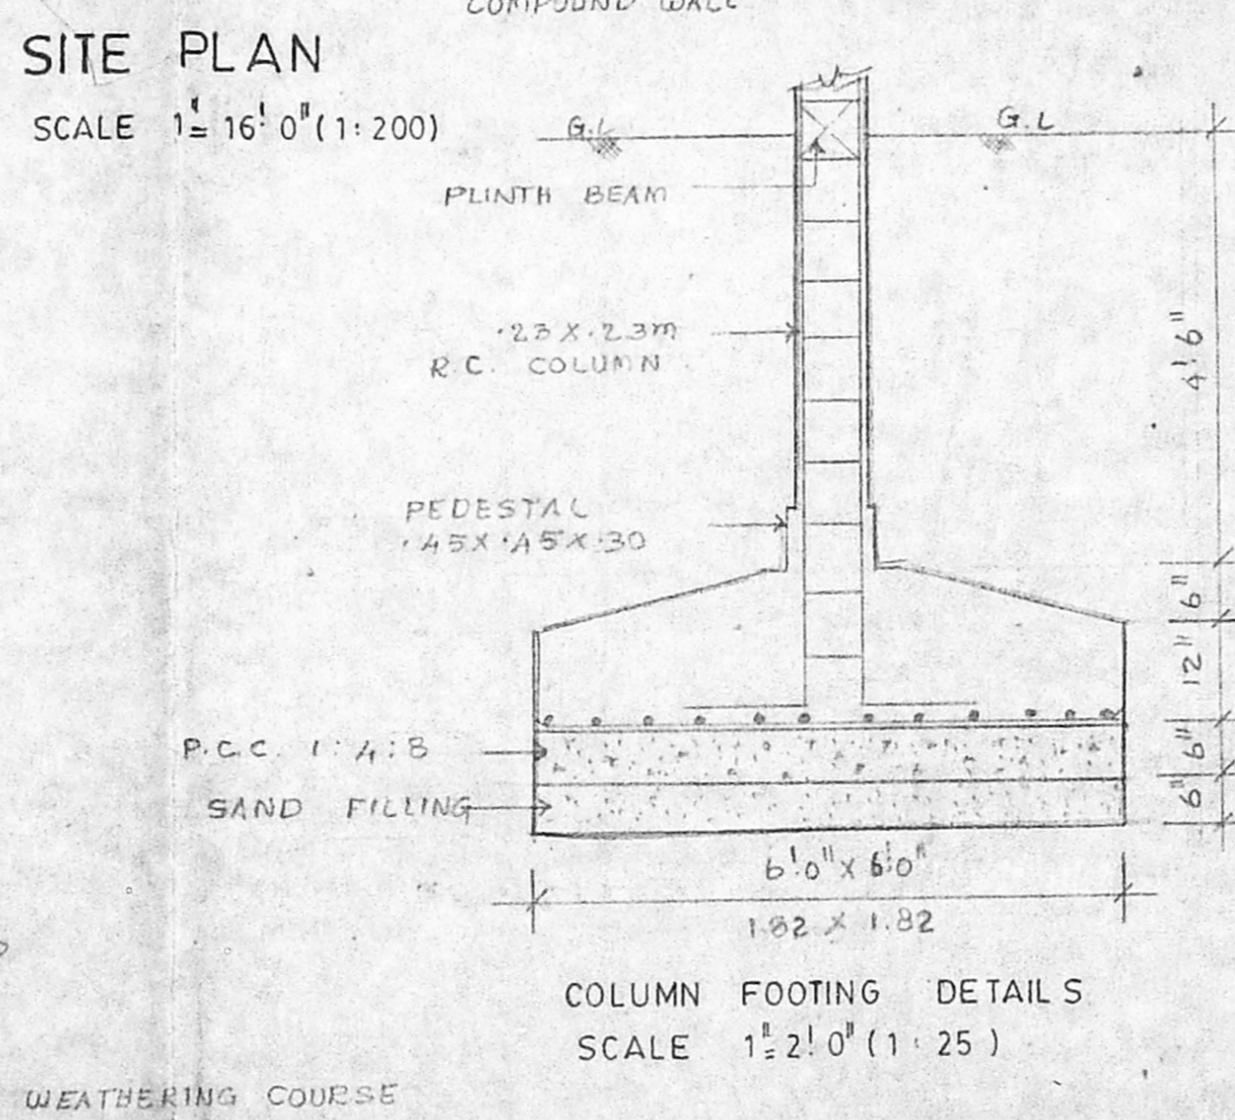 COMPOUND WALL
SITE PLAN
SCALE 1"= 16'.0"(1:200)
G.L
G.L
PLINTH BEAM
.23 X .23m
R.C. COLUMN
4'.6"
PEDESTAL
.45X.45X.30
6"
12"
P.C.C. 1:4:8
6"
SAND FILLING
6"
6'.0" X 6'.0"
1.82 X 1.82
COLUMN FOOTING DETAILS
SCALE 1"=2'.0"(1:25)
WEATHERING COURSE